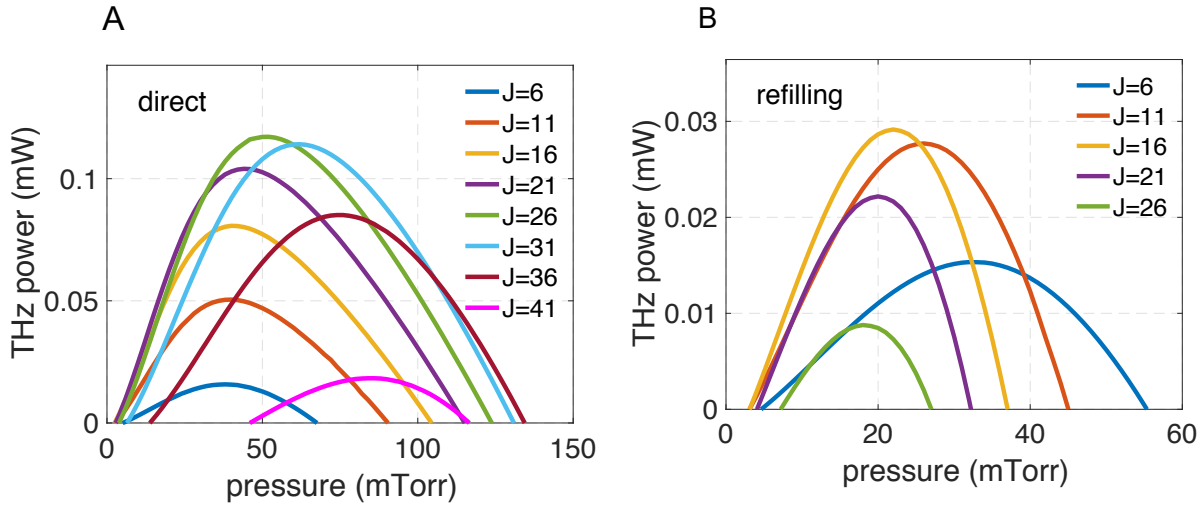 A
direct
J=6
J=11
J=16
J=21
J=26
J=31
J=36
J=41
0.1
0.05
0
0
50
100
150
THz power (mW)
pressure (mTorr)
B
refilling
J=6
J=11
J=16
J=21
J=26
0.03
0.02
0.01
0
0
20
40
60
THz power (mW)
pressure (mTorr)